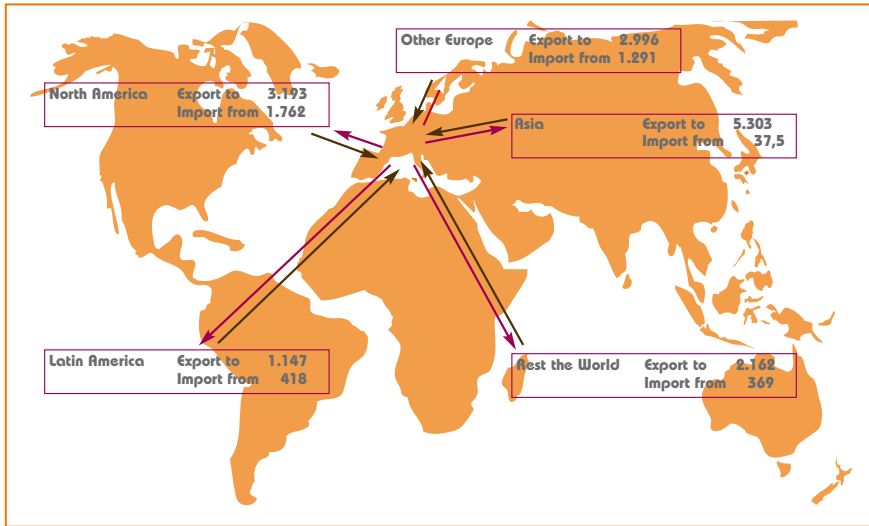 Other Europe Export to 2.996
Import from 1.291
North America Export to 3.193
Import from 1.762
Asia Export to 5.303
Import from 37,5
Latin America Export to 1.147
Import from 418
Rest the World Export to 2.162
Import from 369